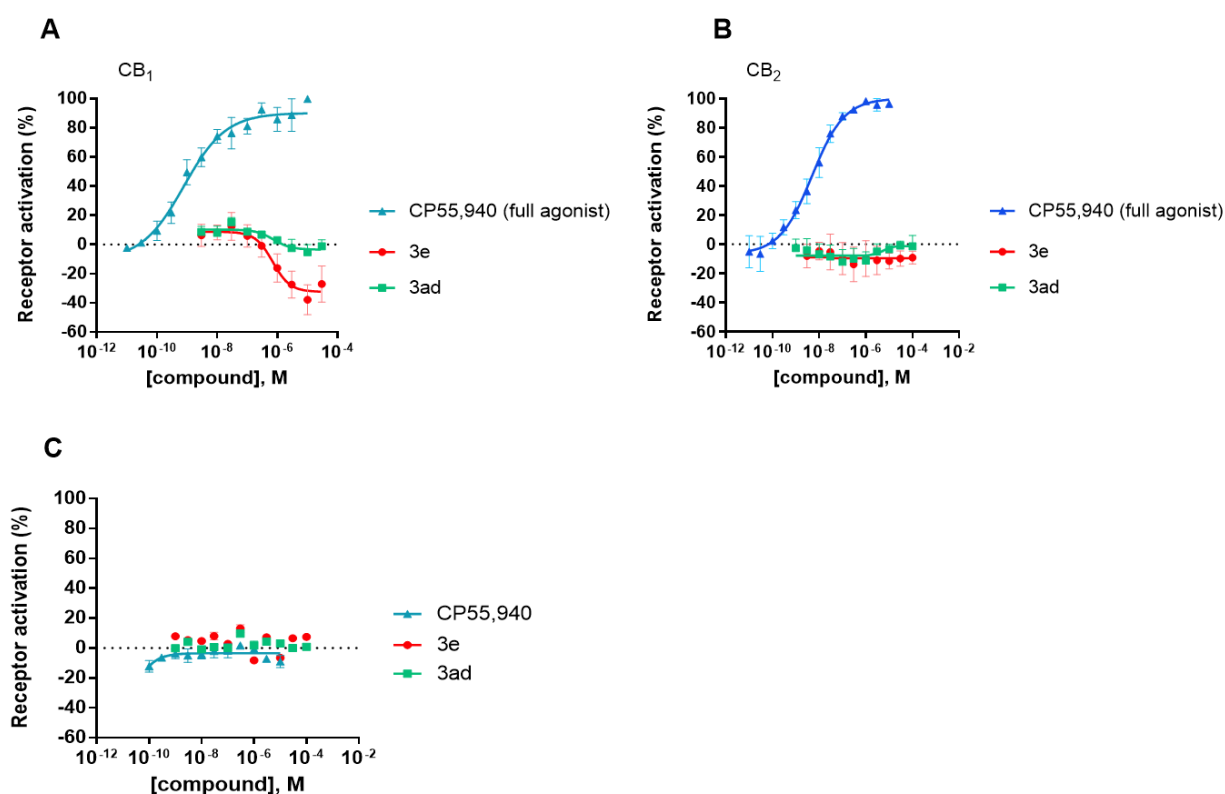 A
CB₁
Receptor activation (%)
100
80
60
40
20
0
-20
-40
-60
10⁻¹² 10⁻¹⁰ 10⁻⁸ 10⁻⁶ 10⁻⁴
[compound], M
CP55,940 (full agonist)
3e
3ad
B
CB₂
Receptor activation (%)
100
80
60
40
20
0
-20
-40
-60
10⁻¹² 10⁻¹⁰ 10⁻⁸ 10⁻⁶ 10⁻⁴ 10⁻²
[compound], M
CP55,940 (full agonist)
3e
3ad
C
Receptor activation (%)
100
80
60
40
20
0
-20
-40
-60
10⁻¹² 10⁻¹⁰ 10⁻⁸ 10⁻⁶ 10⁻⁴ 10⁻²
[compound], M
CP55,940
3e
3ad